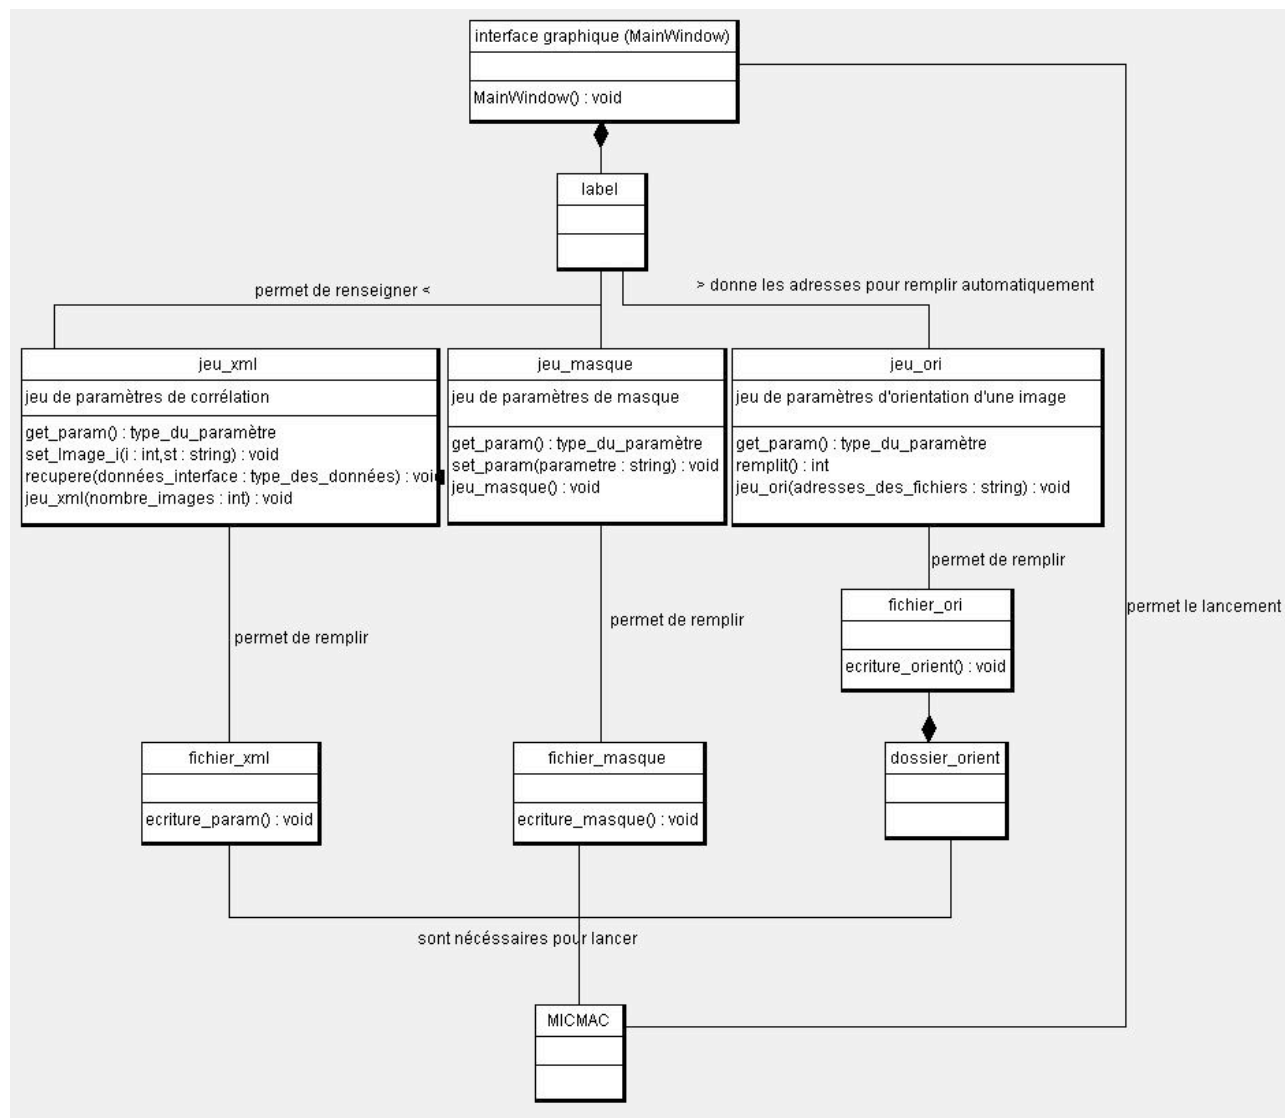 interface graphique (MainWindow)
MainWindow() : void
label
permet de renseigner <
> donne les adresses pour remplir automatiquement
jeu_xml
jeu de paramètres de corrélation
get_param() : type_du_paramètre
set_Image_i(i : int,st : string) : void
recupere(données_interface : type_des_données) : void
jeu_xml(nombre_images : int) : void
jeu_masque
jeu de paramètres de masque
get_param() : type_du_paramètre
set_param(parametre : string) : void
jeu_masque() : void
jeu_ori
jeu de paramètres d'orientation d'une image
get_param() : type_du_paramètre
remplit() : int
jeu_ori(adresses_des_fichiers : string) : void
permet de remplir
permet de remplir
permet de remplir
permet le lancement
fichier_ori
ecriture_orient() : void
fichier_xml
ecriture_param() : void
fichier_masque
ecriture_masque() : void
dossier_orient
sont nécéssaires pour lancer
MICMAC